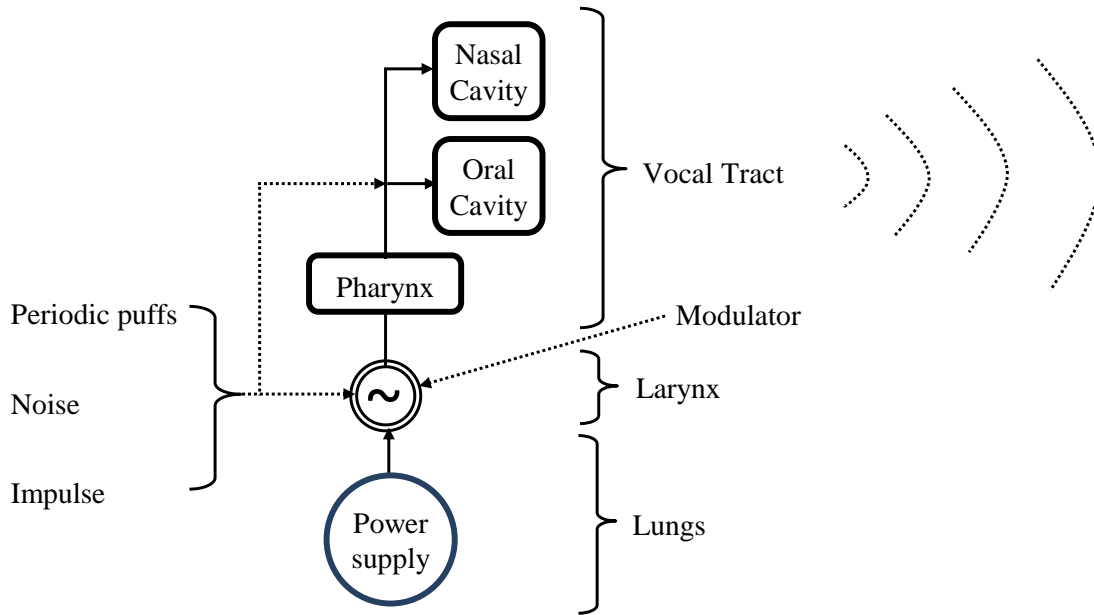 Nasal
Cavity
Oral
Cavity
Vocal Tract
Pharynx
Periodic puffs
Modulator
Noise
~
Larynx
Impulse
Power
supply
Lungs